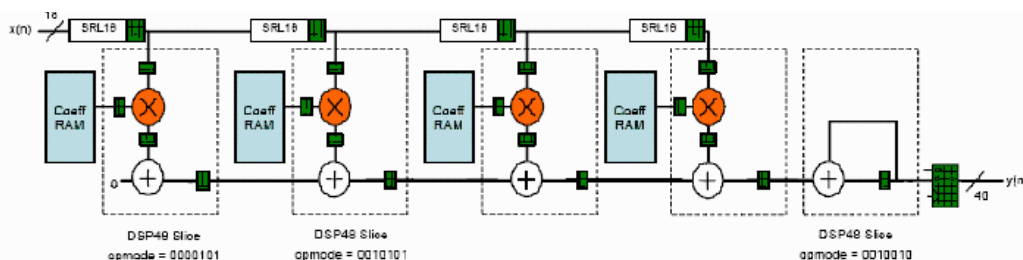 18
x(n)
SRL16
SRL16
SRL16
SRL16
Coeff
RAM
Coeff
RAM
Coeff
RAM
Coeff
RAM
0
y(n
40
DSP48 Slice
opmode = 0000101
DSP48 Slice
opmode = 0010101
DSP48 Slice
opmode = 0010010